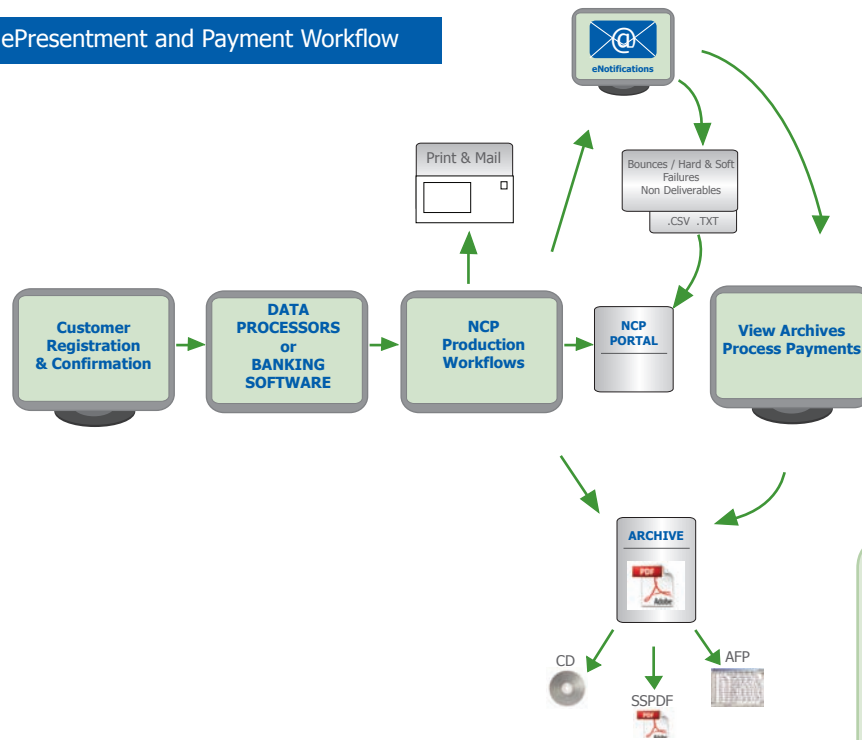 ePresentment and Payment Workflow
@
eNotifications
Print & Mail
Bounces / Hard & Soft
Failures
Non Deliverables
.CSV .TXT
Customer
Registration
& Confirmation
DATA
PROCESSORS
or
BANKING
SOFTWARE
NCP
Production
Workflows
NCP
PORTAL
View Archives
Process Payments
ARCHIVE
PDF
Adobe
CD
SSPDF
PDF
AFP